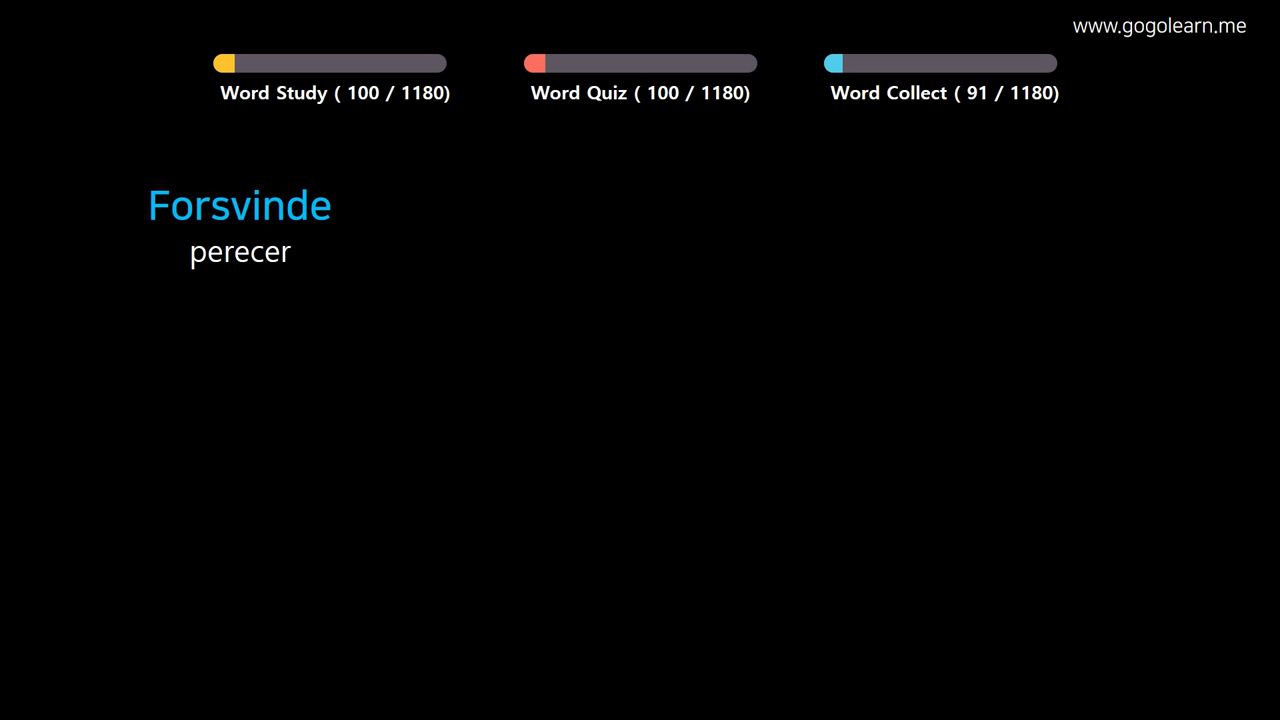 www.gogolearn.me
Word Study ( 100 / 1180)
Word Quiz ( 100 / 1180)
Word Collect ( 91 / 1180)
Forsvinde
perecer